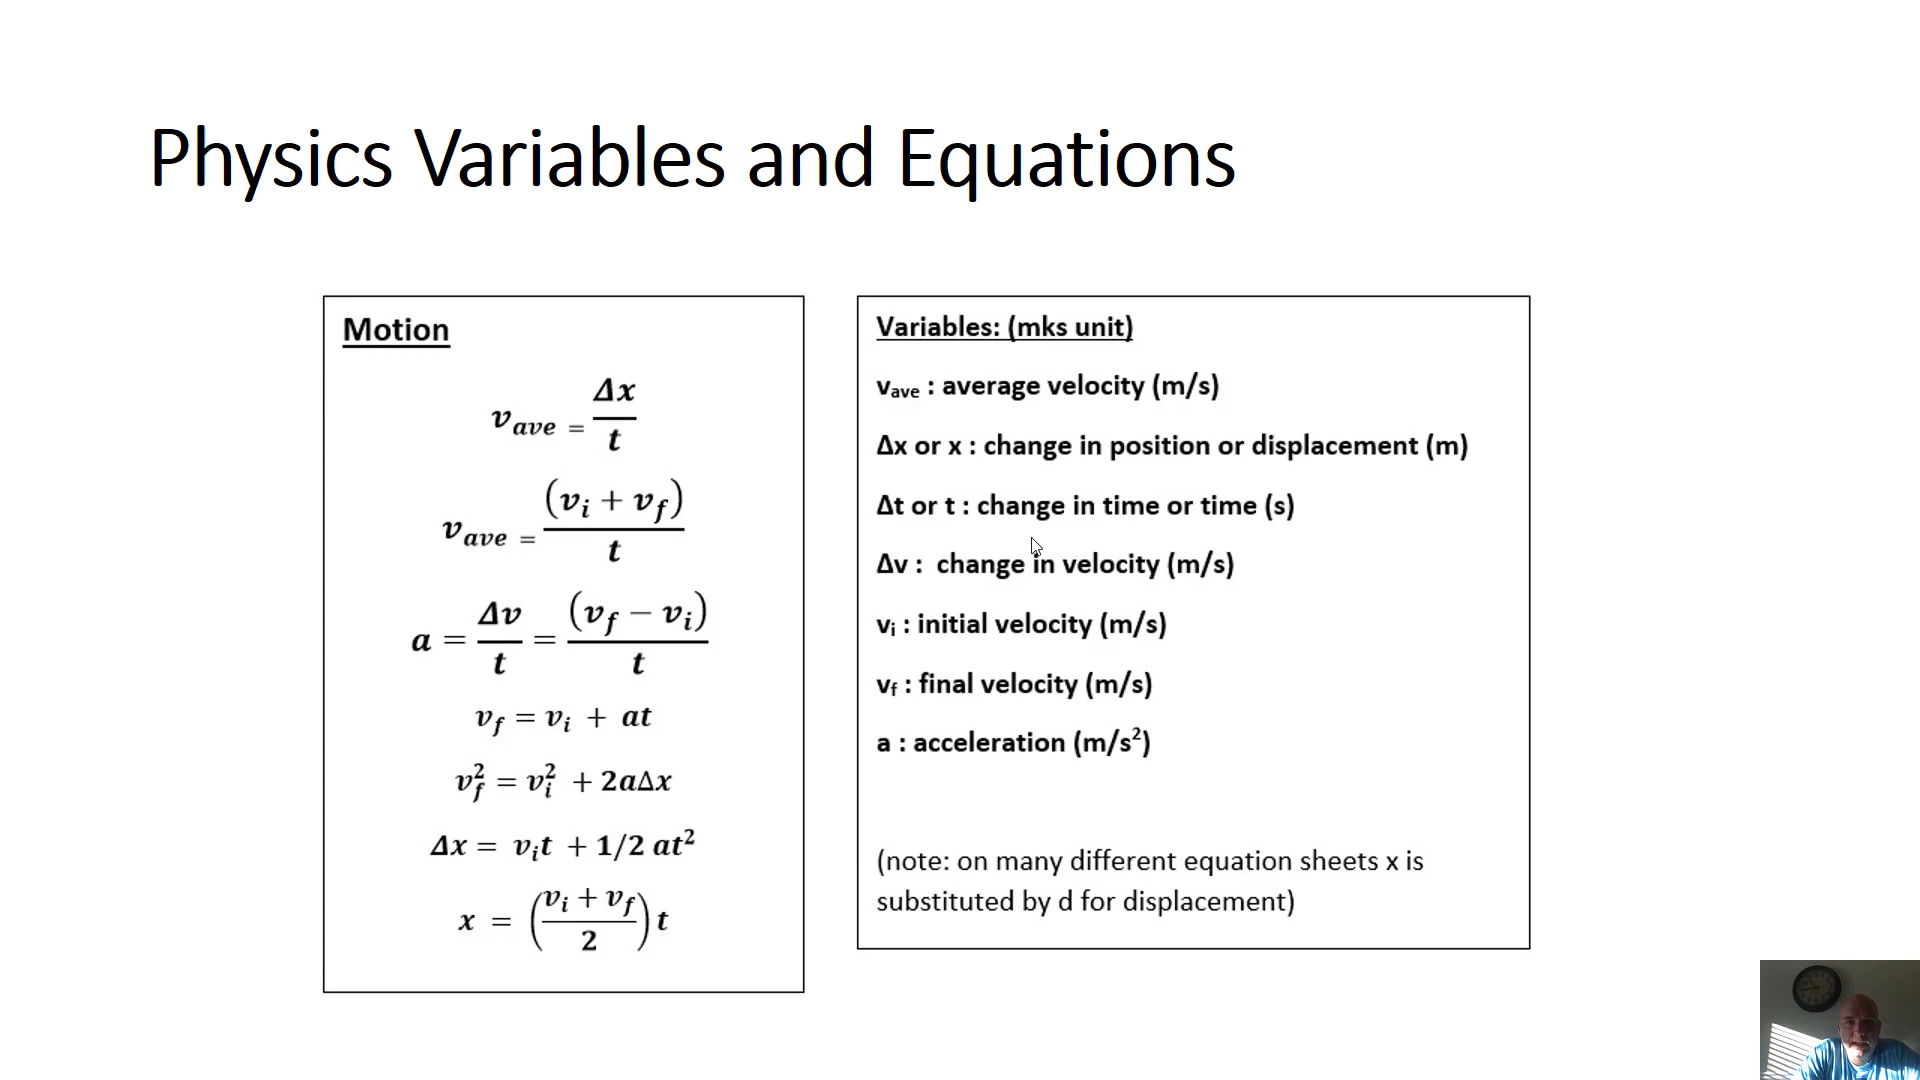 Physics Variables and Equations
Motion
v_ave = Δx/t
v_ave = (v_i + v_f)/t
a = Δv/t = (v_f − v_i)/t
v_f = v_i + at
v_f² = v_i² + 2aΔx
Δx = v_it + 1/2 at²
x = ((v_i + v_f)/2) t
Variables: (mks unit)
v_ave : average velocity (m/s)
Δx or x : change in position or displacement (m)
Δt or t : change in time or time (s)
Δv : change in velocity (m/s)
v_i : initial velocity (m/s)
v_f : final velocity (m/s)
a : acceleration (m/s²)
(note: on many different equation sheets x is
substituted by d for displacement)